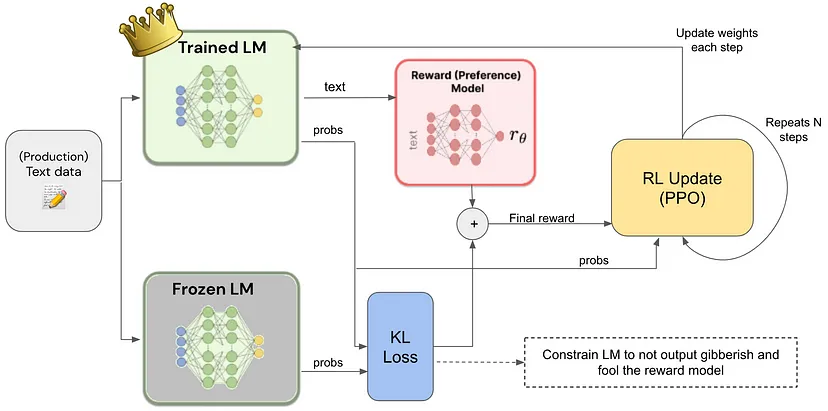 Trained LM
Update weights
each step
Reward (Preference)
Model
text
text
rθ
probs
Repeats N
steps
(Production)
Text data
RL Update
(PPO)
+
Final reward
probs
Frozen LM
KL
Loss
probs
Constrain LM to not output gibberish and
fool the reward model